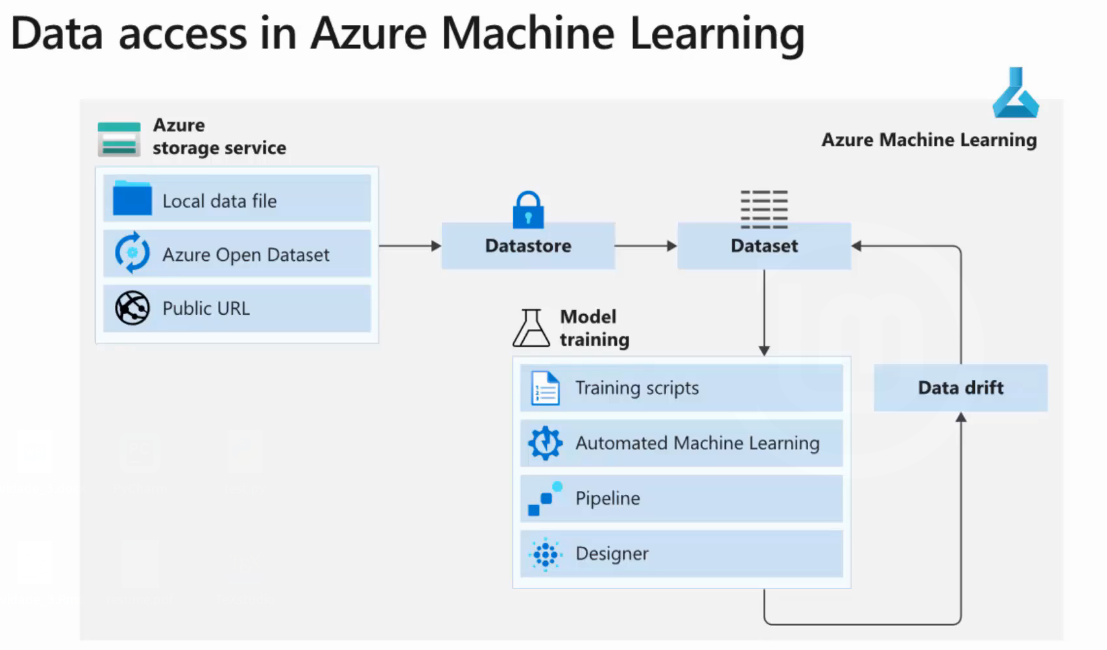 Data access in Azure Machine Learning
Azure
storage service
Azure Machine Learning
Local data file
Azure Open Dataset
Public URL
Datastore
Dataset
Model
training
Training scripts
Automated Machine Learning
Pipeline
Designer
Data drift